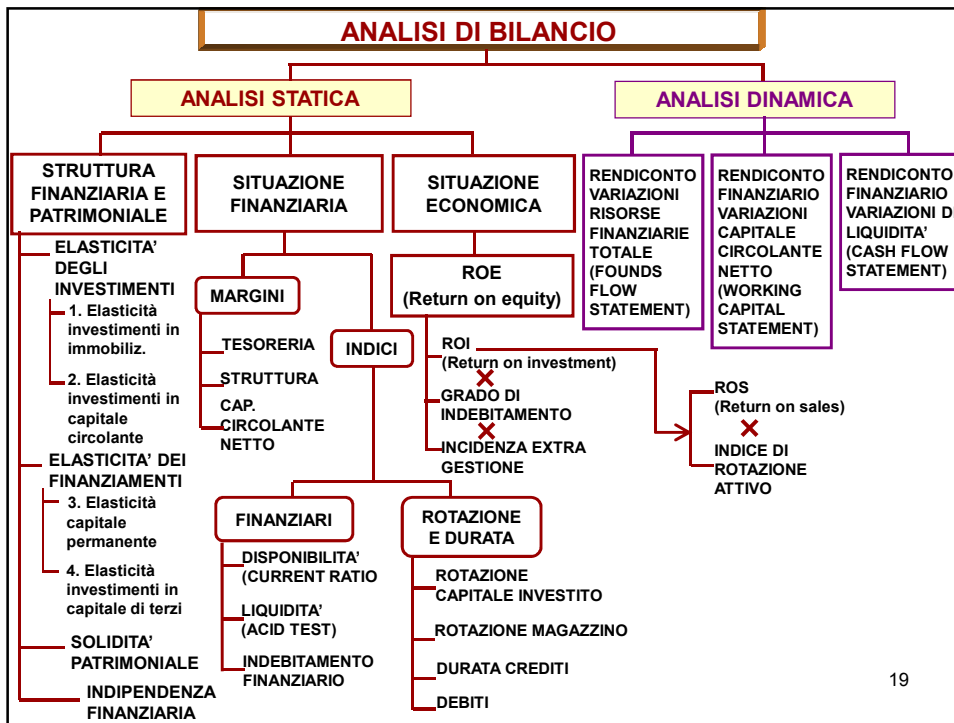 ANALISI DI BILANCIO
ANALISI STATICA
ANALISI DINAMICA
STRUTTURA
FINANZIARIA E
PATRIMONIALE
ELASTICITA’
DEGLI
INVESTIMENTI
1. Elasticità
investimenti in
immobiliz.
2. Elasticità
investimenti in
capitale
circolante
ELASTICITA’ DEI
FINANZIAMENTI
3. Elasticità
capitale
permanente
4. Elasticità
investimenti in
capitale di terzi
SOLIDITA’
PATRIMONIALE
INDIPENDENZA
FINANZIARIA
SITUAZIONE
FINANZIARIA
MARGINI
TESORERIA
STRUTTURA
CAP.
CIRCOLANTE
NETTO
INDICI
FINANZIARI
DISPONIBILITA’
(CURRENT RATIO
LIQUIDITA’
(ACID TEST)
INDEBITAMENTO
FINANZIARIO
ROTAZIONE
E DURATA
ROTAZIONE
CAPITALE INVESTITO
ROTAZIONE MAGAZZINO
DURATA CREDITI
DEBITI
SITUAZIONE
ECONOMICA
ROE
(Return on equity)
ROI
(Return on investment)
GRADO DI
INDEBITAMENTO
INCIDENZA EXTRA
GESTIONE
ROS
(Return on sales)
INDICE DI
ROTAZIONE
ATTIVO
RENDICONTO
VARIAZIONI
RISORSE
FINANZIARIE
TOTALE
(FOUNDS
FLOW
STATEMENT)
RENDICONTO
FINANZIARIO
VARIAZIONI
CAPITALE
CIRCOLANTE
NETTO
(WORKING
CAPITAL
STATEMENT)
RENDICONTO
FINANZIARIO
VARIAZIONI DI
LIQUIDITA’
(CASH FLOW
STATEMENT)
19